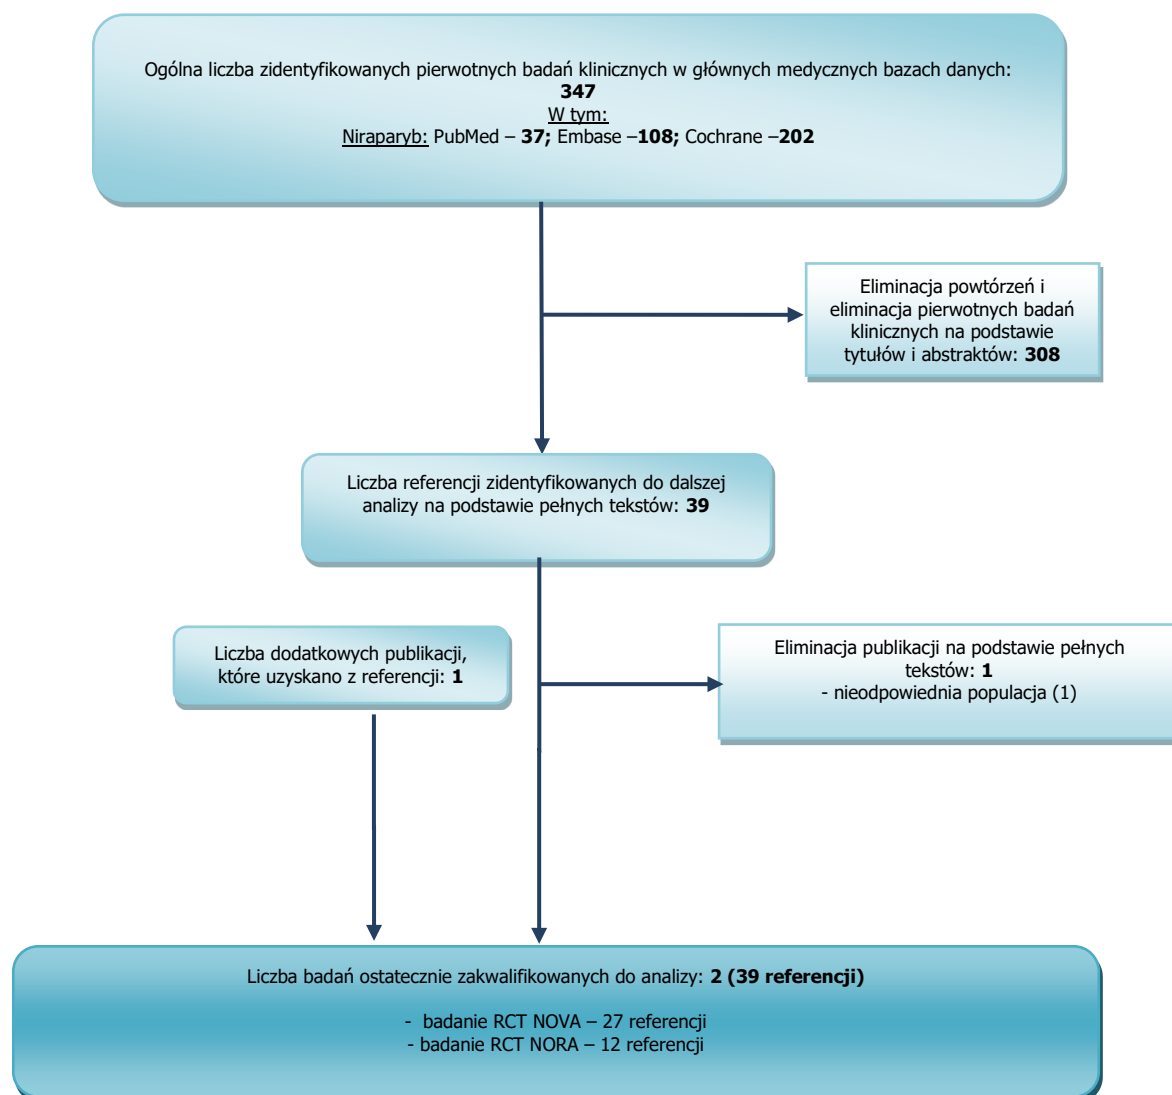 Ogólna liczba zidentyfikowanych pierwotnych badań klinicznych w głównych medycznych bazach danych:
347
W tym:
Niraparyb: PubMed – 37; Embase –108; Cochrane –202
Eliminacja powtórzeń i
eliminacja pierwotnych badań
klinicznych na podstawie
tytułów i abstraktów: 308
Liczba referencji zidentyfikowanych do dalszej
analizy na podstawie pełnych tekstów: 39
Liczba dodatkowych publikacji,
które uzyskano z referencji: 1
Eliminacja publikacji na podstawie pełnych
tekstów: 1
- nieodpowiednia populacja (1)
Liczba badań ostatecznie zakwalifikowanych do analizy: 2 (39 referencji)
- badanie RCT NOVA – 27 referencji
- badanie RCT NORA – 12 referencji